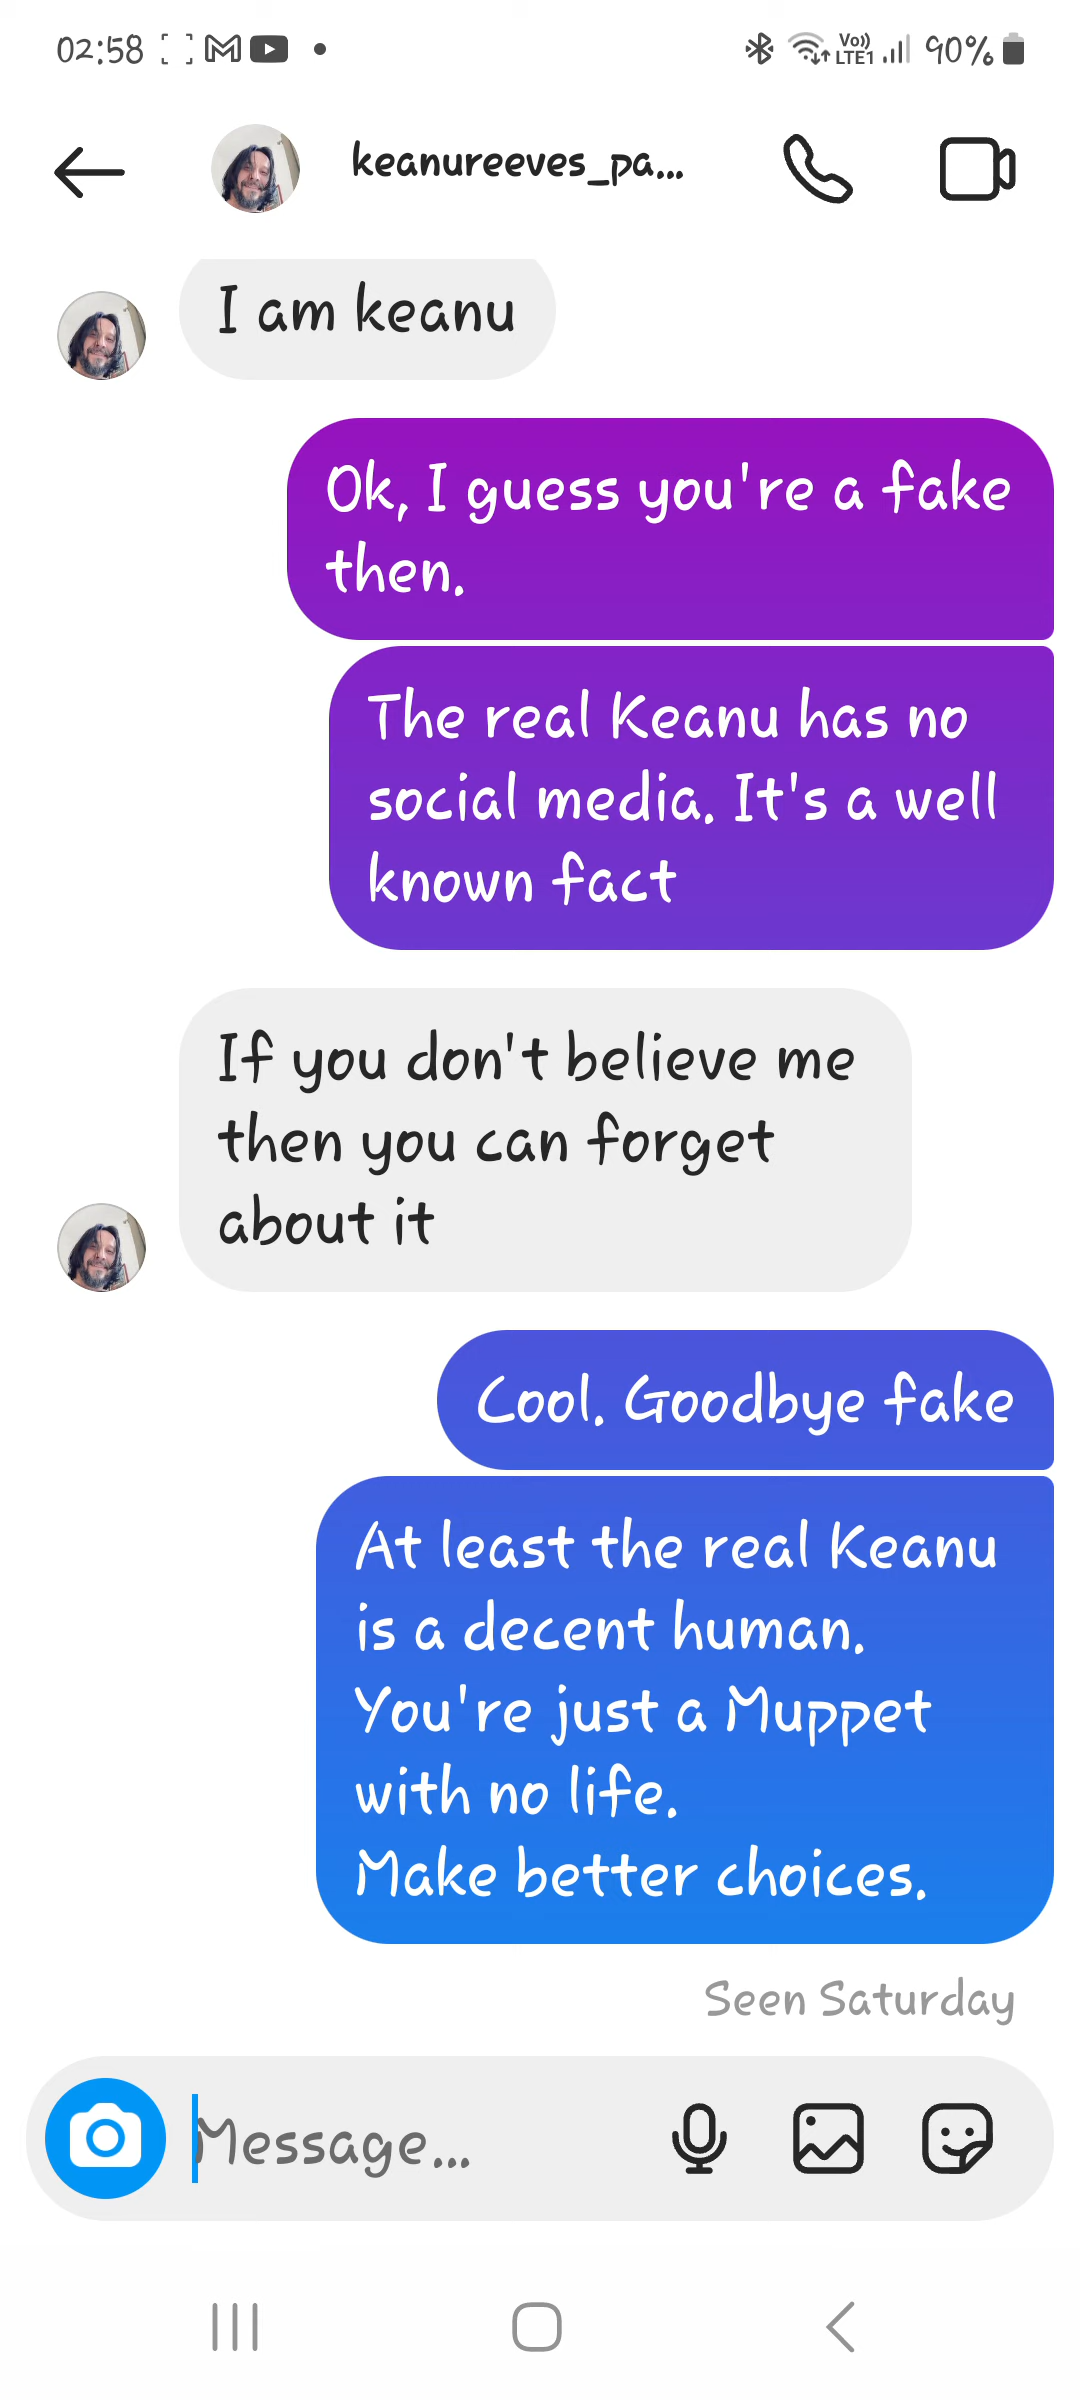 02:58
Vo))
LTE1
90%
keanureeves_pa...
I am keanu
Ok, I guess you're a fake
then.
The real Keanu has no
social media. It's a well
known fact
If you don't believe me
then you can forget
about it
Cool. Goodbye fake
At least the real Keanu
is a decent human.
You're just a Muppet
with no life.
Make better choices.
Seen Saturday
Message...